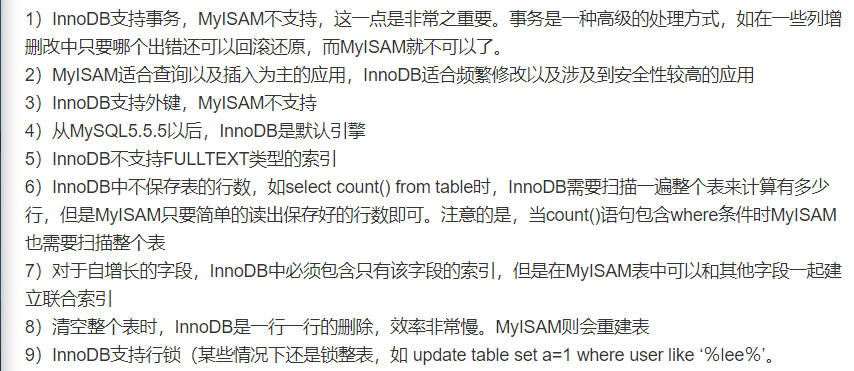 1）InnoDB支持事务，MyISAM不支持，这一点是非常之重要。事务是一种高级的处理方式，如在一些列增
删改中只要哪个出错还可以回滚还原，而MyISAM就不可以了。
2）MyISAM适合查询以及插入为主的应用，InnoDB适合频繁修改以及涉及到安全性较高的应用
3）InnoDB支持外键，MyISAM不支持
4）从MySQL5.5.5以后，InnoDB是默认引擎
5）InnoDB不支持FULLTEXT类型的索引
6）InnoDB中不保存表的行数，如select count() from table时，InnoDB需要扫描一遍整个表来计算有多少
行，但是MyISAM只要简单的读出保存好的行数即可。注意的是，当count()语句包含where条件时MyISAM
也需要扫描整个表
7）对于自增长的字段，InnoDB中必须包含只有该字段的索引，但是在MyISAM表中可以和其他字段一起建
立联合索引
8）清空整个表时，InnoDB是一行一行的删除，效率非常慢。MyISAM则会重建表
9）InnoDB支持行锁（某些情况下还是锁整表，如 update table set a=1 where user like ‘%lee%’。